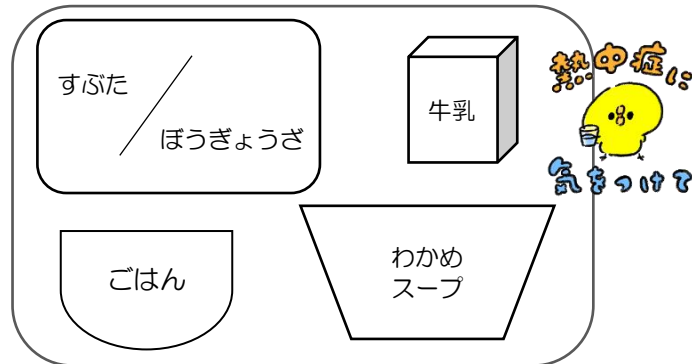 すぶた
ぼうぎょうざ
牛乳
熱中症に
気をつけて
ごはん
わかめ
スープ